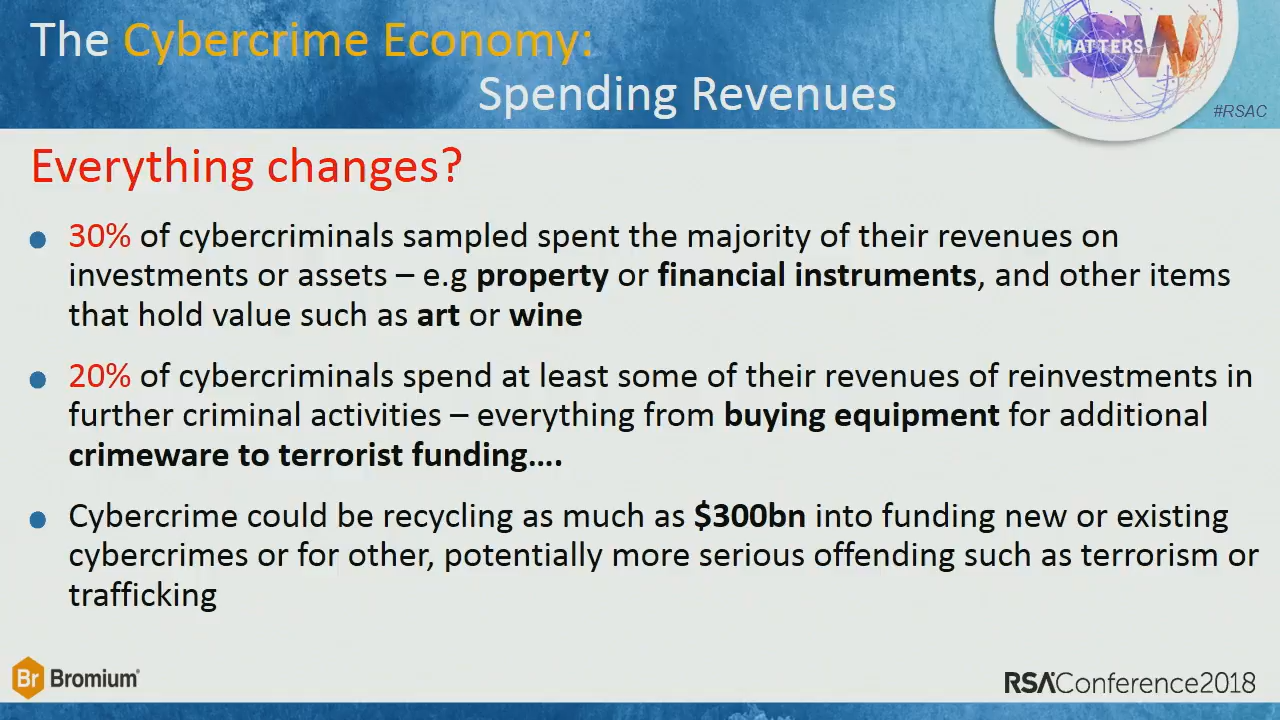 The Cybercrime Economy:
Spending Revenues
NOW
MATTERS
#RSAC
Everything changes?
30% of cybercriminals sampled spent the majority of their revenues on
investments or assets – e.g property or financial instruments, and other items
that hold value such as art or wine
20% of cybercriminals spend at least some of their revenues of reinvestments in
further criminal activities – everything from buying equipment for additional
crimeware to terrorist funding....
Cybercrime could be recycling as much as $300bn into funding new or existing
cybercrimes or for other, potentially more serious offending such as terrorism or
trafficking
Br Bromium
RSAConference2018